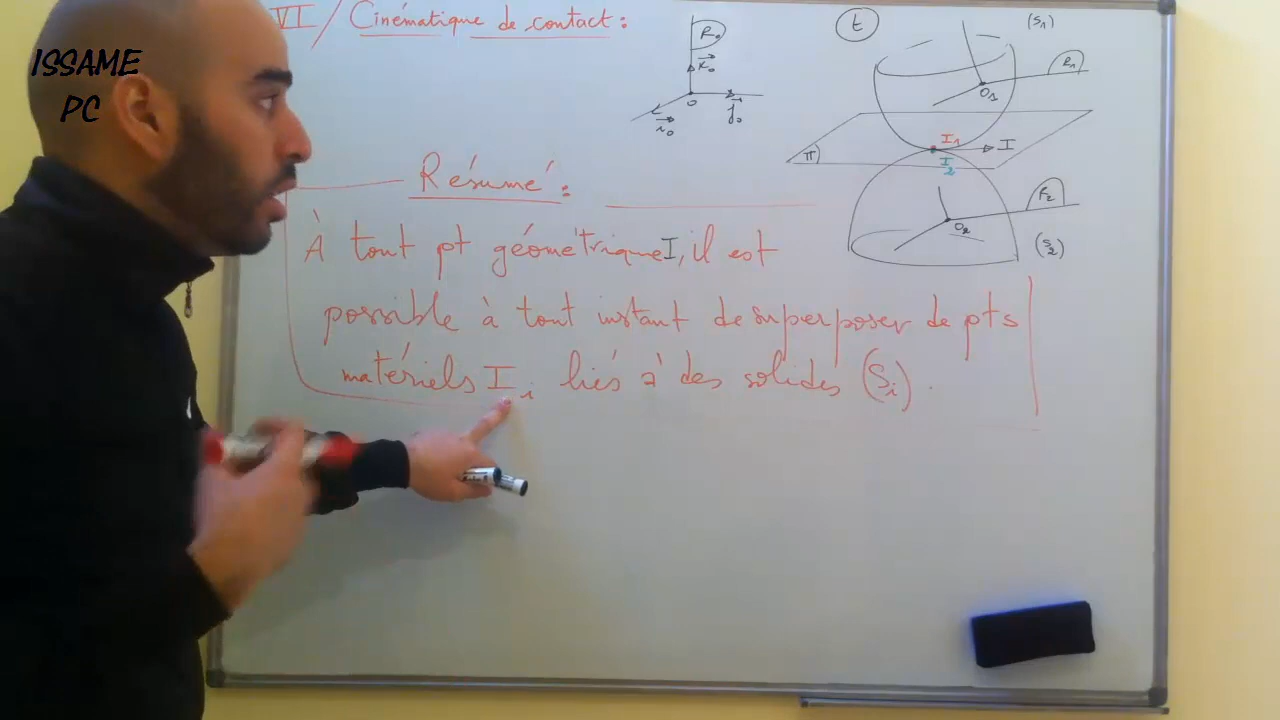 ISSAME
PC
VI/ Cinématique de contact :
R₀
k₀
O
j₀
i₀
t
(S₁)
R₁
O₁
I₁
I
I₂
π
R₂
O₂
(S₂)
Résumé :
À tout pt géométrique I, il est
possible à tout instant de superposer de pts
matériels Iᵢ liés à des solides (Sᵢ).